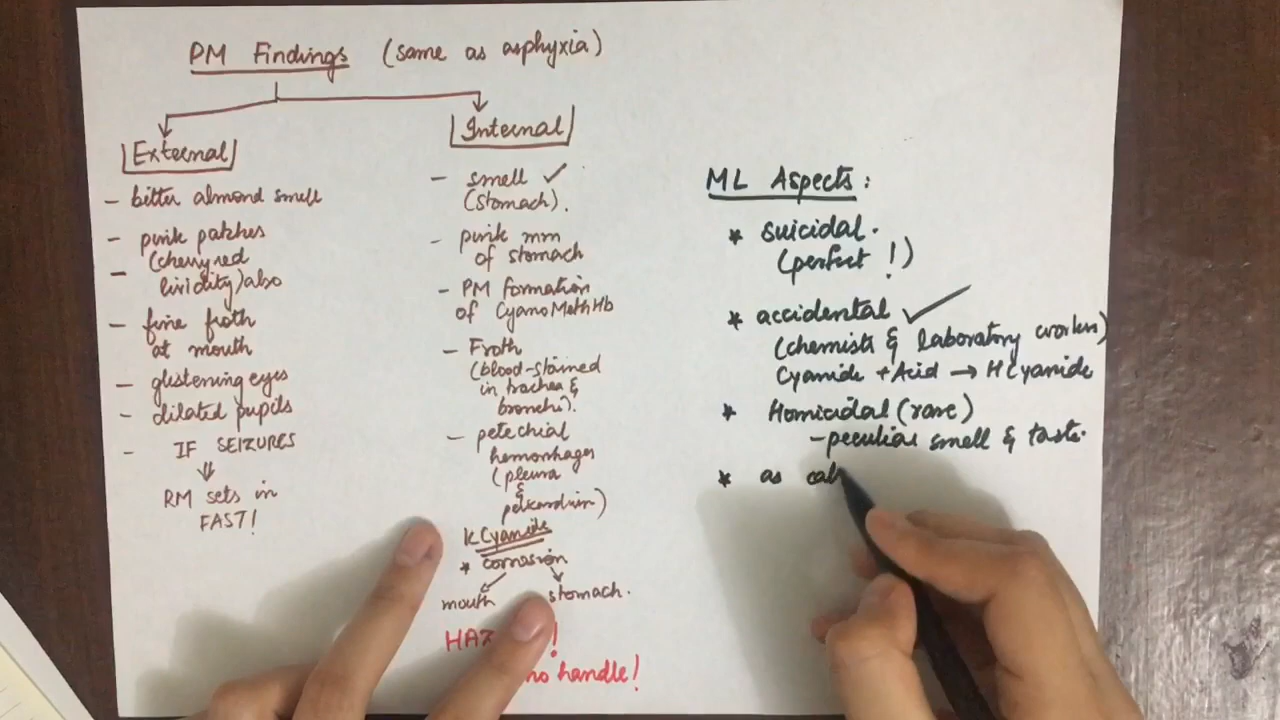 PM Findings (same as asphyxia)
External
- bitter almond smell
- pink patches
(cherry red
- lividity) also
- fine froth
at mouth
- glistening eyes
- dilated pupils
- IF SEIZURES
⇓
RM sets in
FAST!
Internal
- smell ✓
(stomach).
- pink mm
of stomach
- PM formation
of CyanoMethHb
- Froth
(blood-stained
in trachea &
bronchi).
- petechial
hemorrhages
(pleura
&
pericardium)
KCyanide
* corrosion
mouth stomach.
!
no handle!
ML Aspects:
* suicidal.
(perfect!)
* accidental ✓
(chemists & laboratory workers)
Cyanide + Acid → HCyanide
* Homicidal (rare)
- peculiar smell & taste.
* as